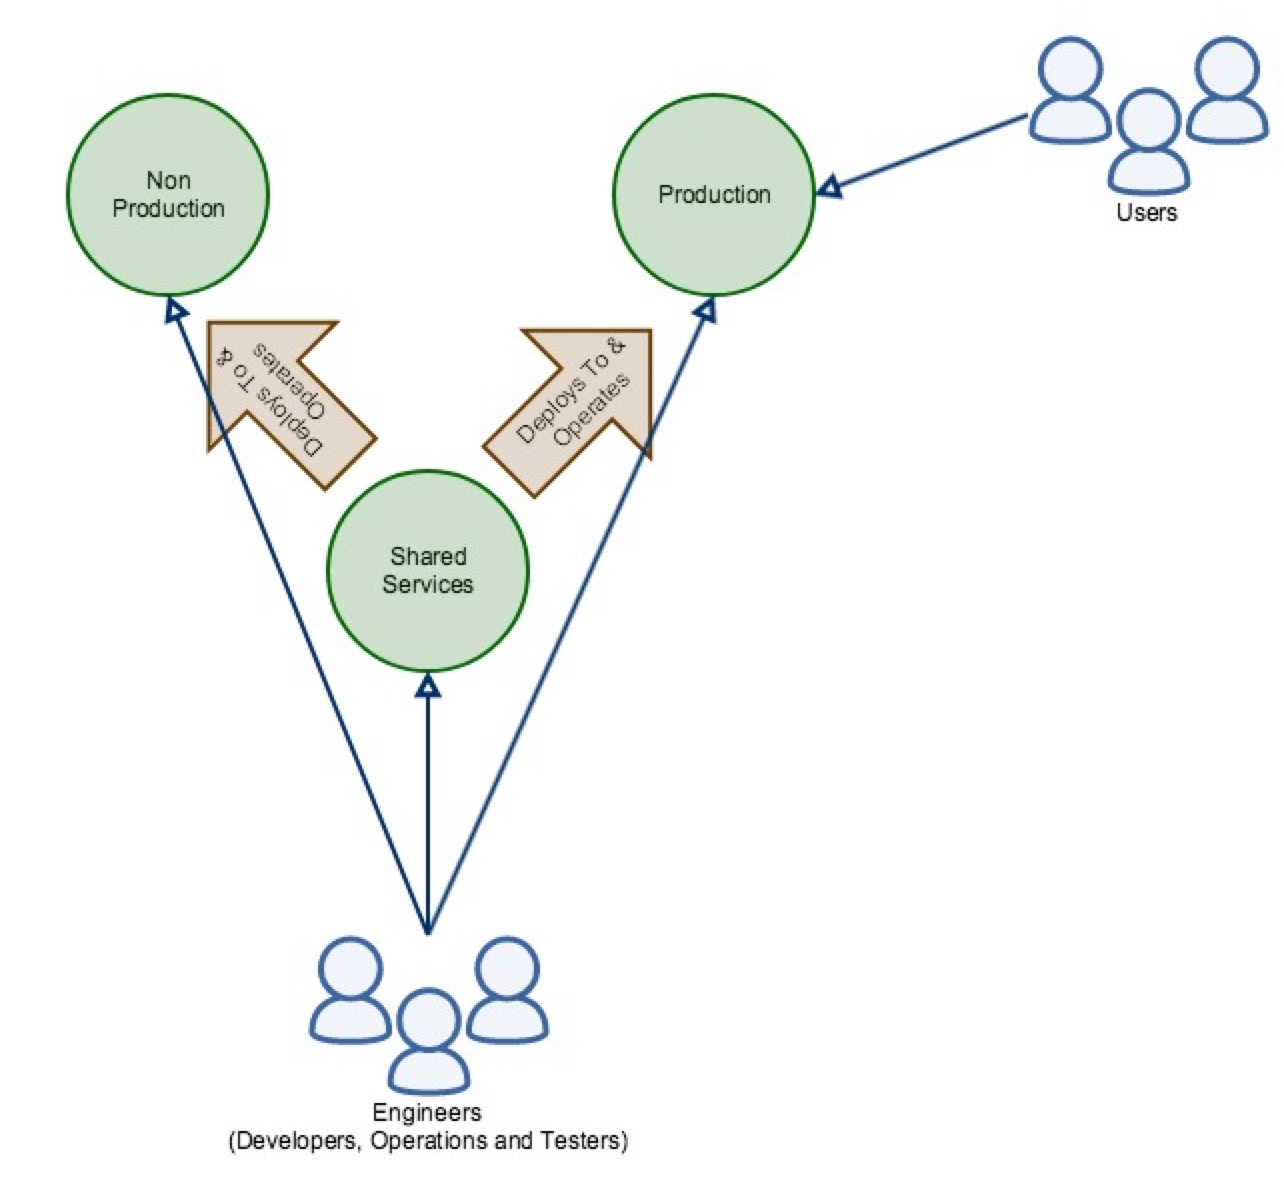 Non
Production
Production
Users
Deploys To &
Operates
Deploys To &
Operates
Shared
Services
Engineers
(Developers, Operations and Testers)